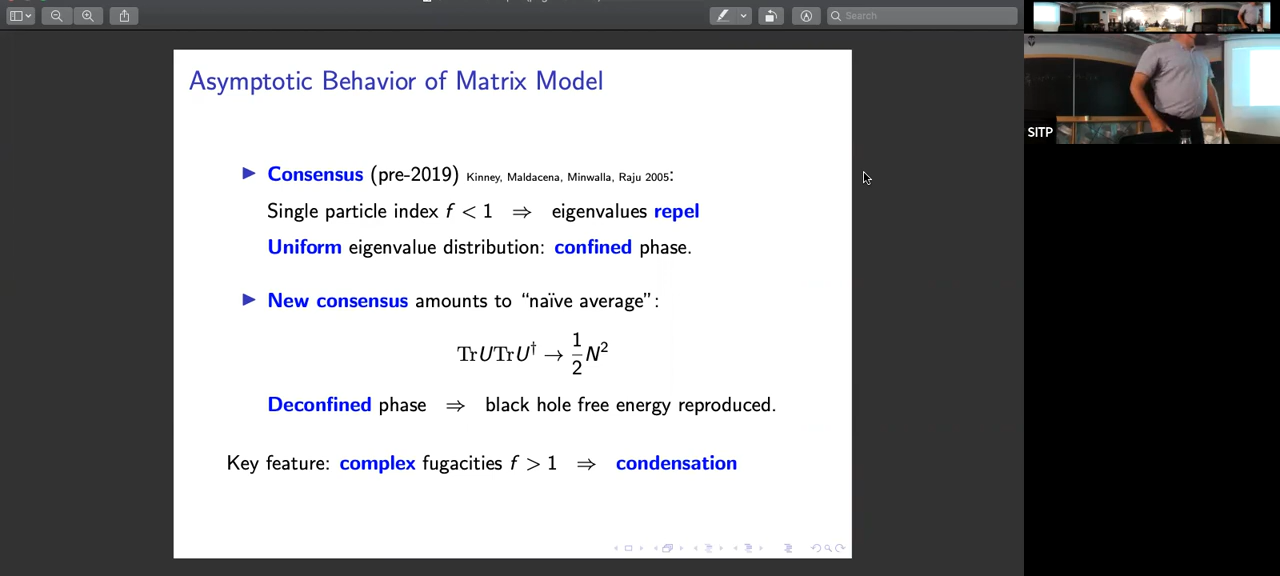 Search
Asymptotic Behavior of Matrix Model
Consensus (pre-2019) Kinney, Maldacena, Minwalla, Raju 2005:
Single particle index f < 1 ⇒ eigenvalues repel
Uniform eigenvalue distribution: confined phase.
New consensus amounts to “naïve average”:
TrUTrU† → 1/2 N²
Deconfined phase ⇒ black hole free energy reproduced.
Key feature: complex fugacities f > 1 ⇒ condensation
SITP